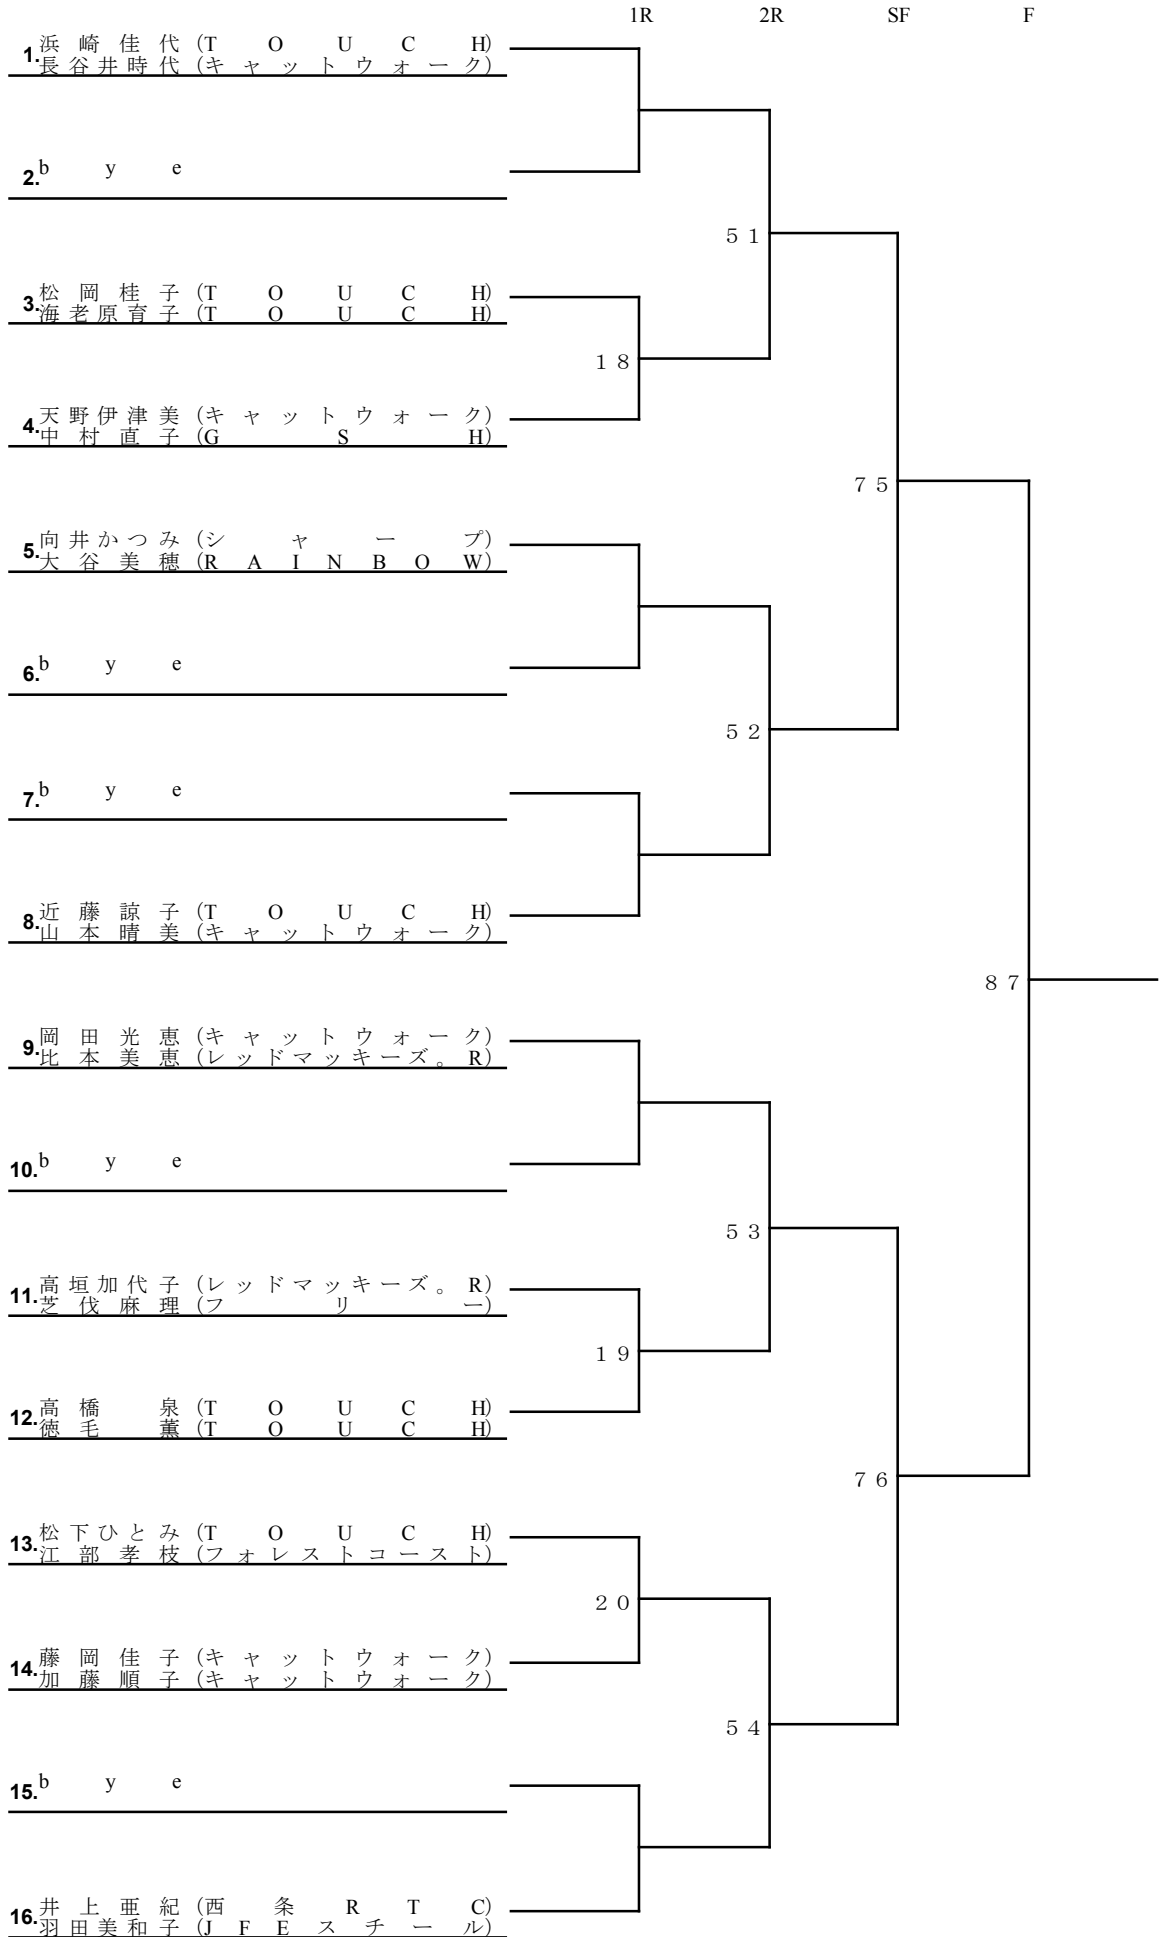 1R 2R SF F
1. 浜崎佳代 (TOUCH)
長谷井時代 (キャットウォーク)
2. bye
51
3. 松岡桂子 (TOUCH)
海老原育子 (TOUCH)
18
4. 天野伊津美 (キャットウォーク)
中村直子 (GSH)
75
5. 向井かつみ (シャープ)
大谷美穂 (RAINBOW)
6. bye
52
7. bye
8. 近藤諒子 (TOUCH)
山本晴美 (キャットウォーク)
87
9. 岡田光恵 (キャットウォーク)
比本美恵 (レッドマッキーズ。R)
10. bye
53
11. 高垣加代子 (レッドマッキーズ。R)
芝伐麻理 (フリー)
19
12. 高橋泉 (TOUCH)
徳毛薫 (TOUCH)
76
13. 松下ひとみ (TOUCH)
江部孝枝 (フォレストコースト)
20
14. 藤岡佳子 (キャットウォーク)
加藤順子 (キャットウォーク)
54
15. bye
16. 井上亜紀 (西条RTC)
羽田美和子 (JFEスチール)